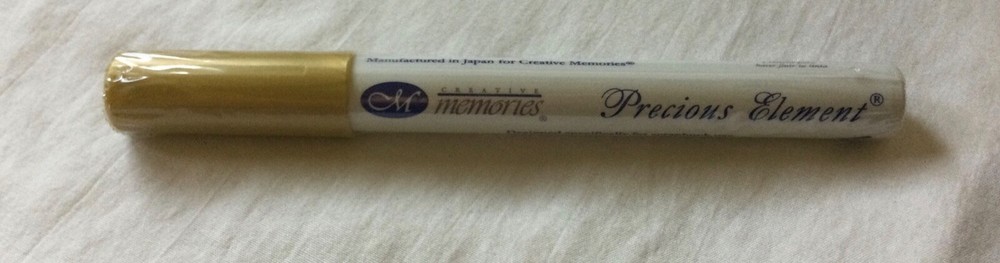 Manufactured in Japan for Creative Memories®
M CREATIVE
memories®
Precious Element®